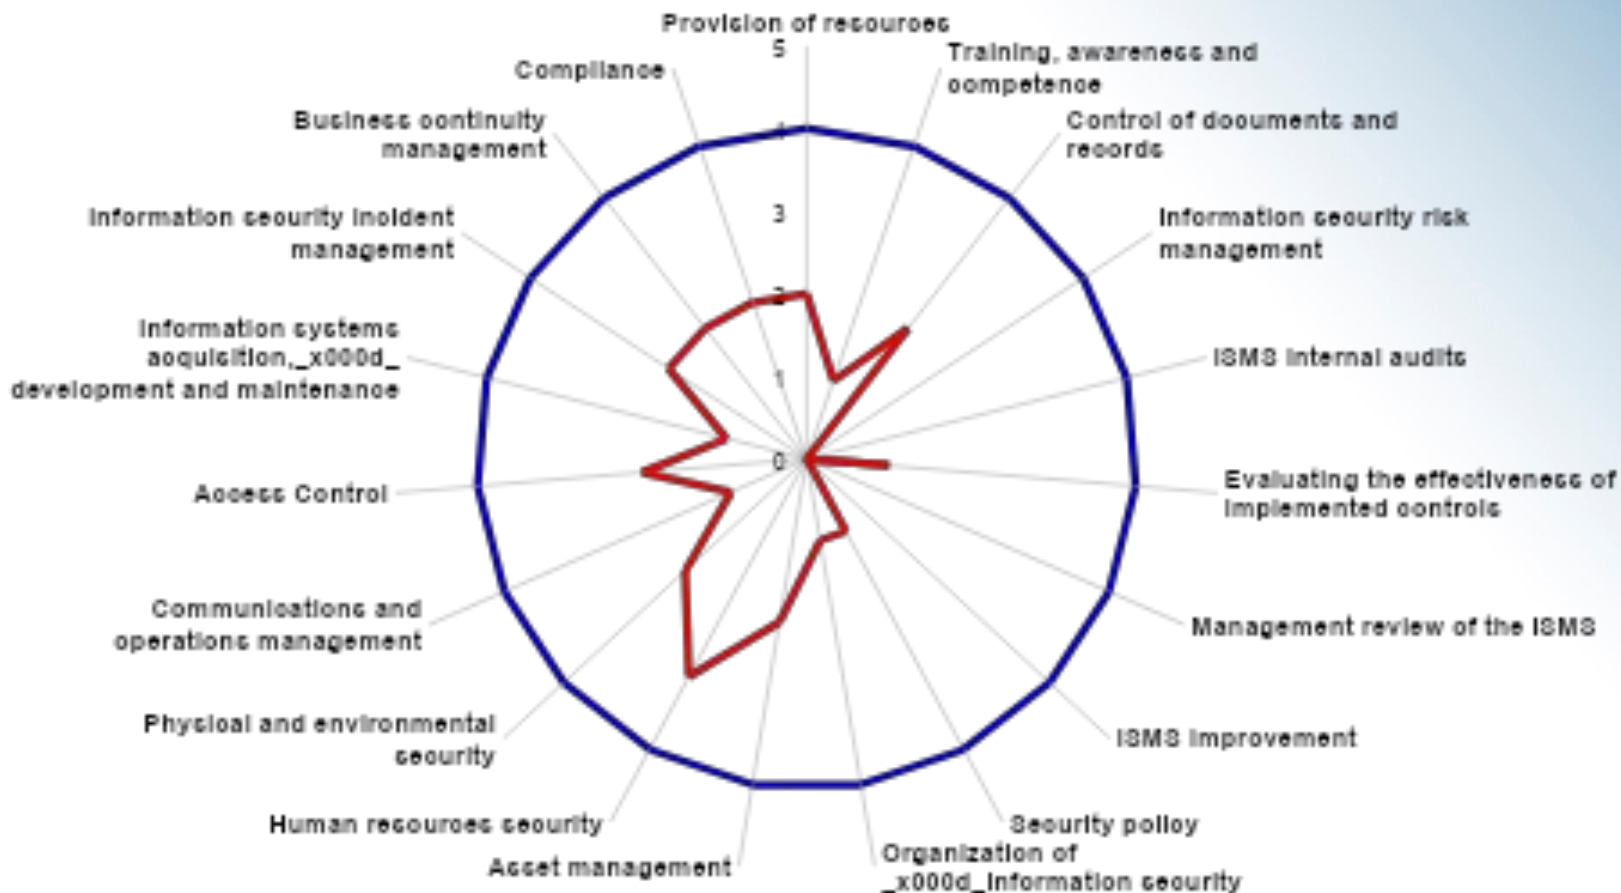 Provision of resources
5
Training, awareness and
competence
Compliance
Control of documents and
records
Business continuity
management
4
Information security risk
management
Information security incident
management
3
2
Information systems
acquisition,_x000d_
development and maintenance
ISMS internal audits
1
0
Evaluating the effectiveness of
implemented controls
Access Control
Communications and
operations management
Management review of the ISMS
Physical and environmental
security
ISMS improvement
Human resources security
Security policy
Asset management
Organization of
_x000d_information security